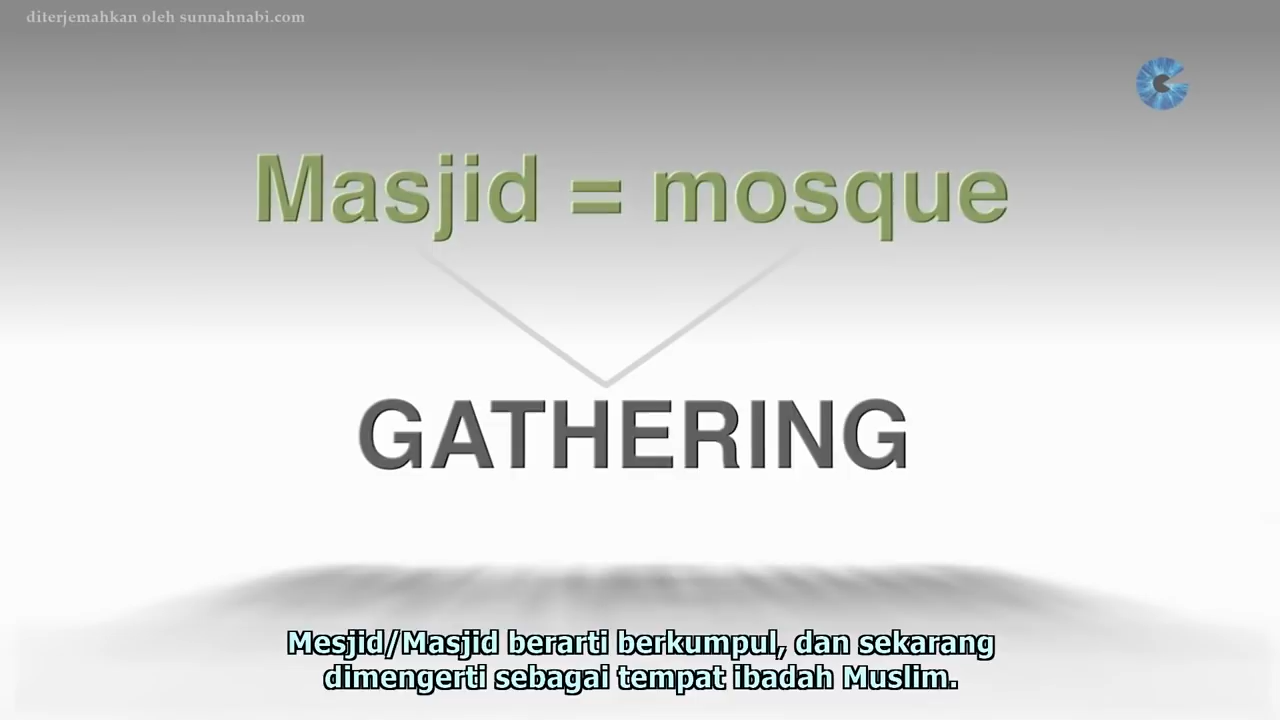 diterjemahkan oleh sunnahnabi.com
Masjid = mosque
GATHERING
Mesjid/Masjid berarti berkumpul, dan sekarang
dimengerti sebagai tempat ibadah Muslim.